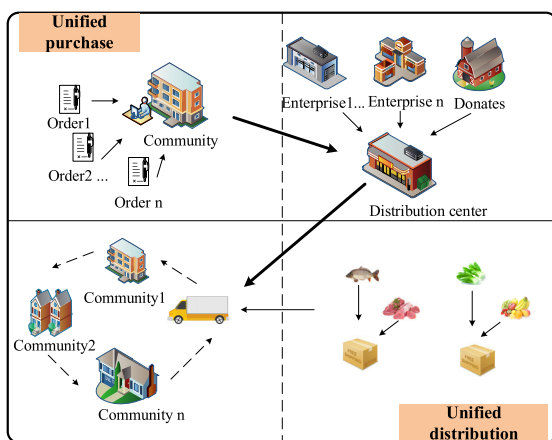 Unified
purchase
Order1
Order2 ...
Order n
Community
Enterprise1...
Enterprise n
Donates
Distribution center
Community1
Community2
Community n
Unified
distribution